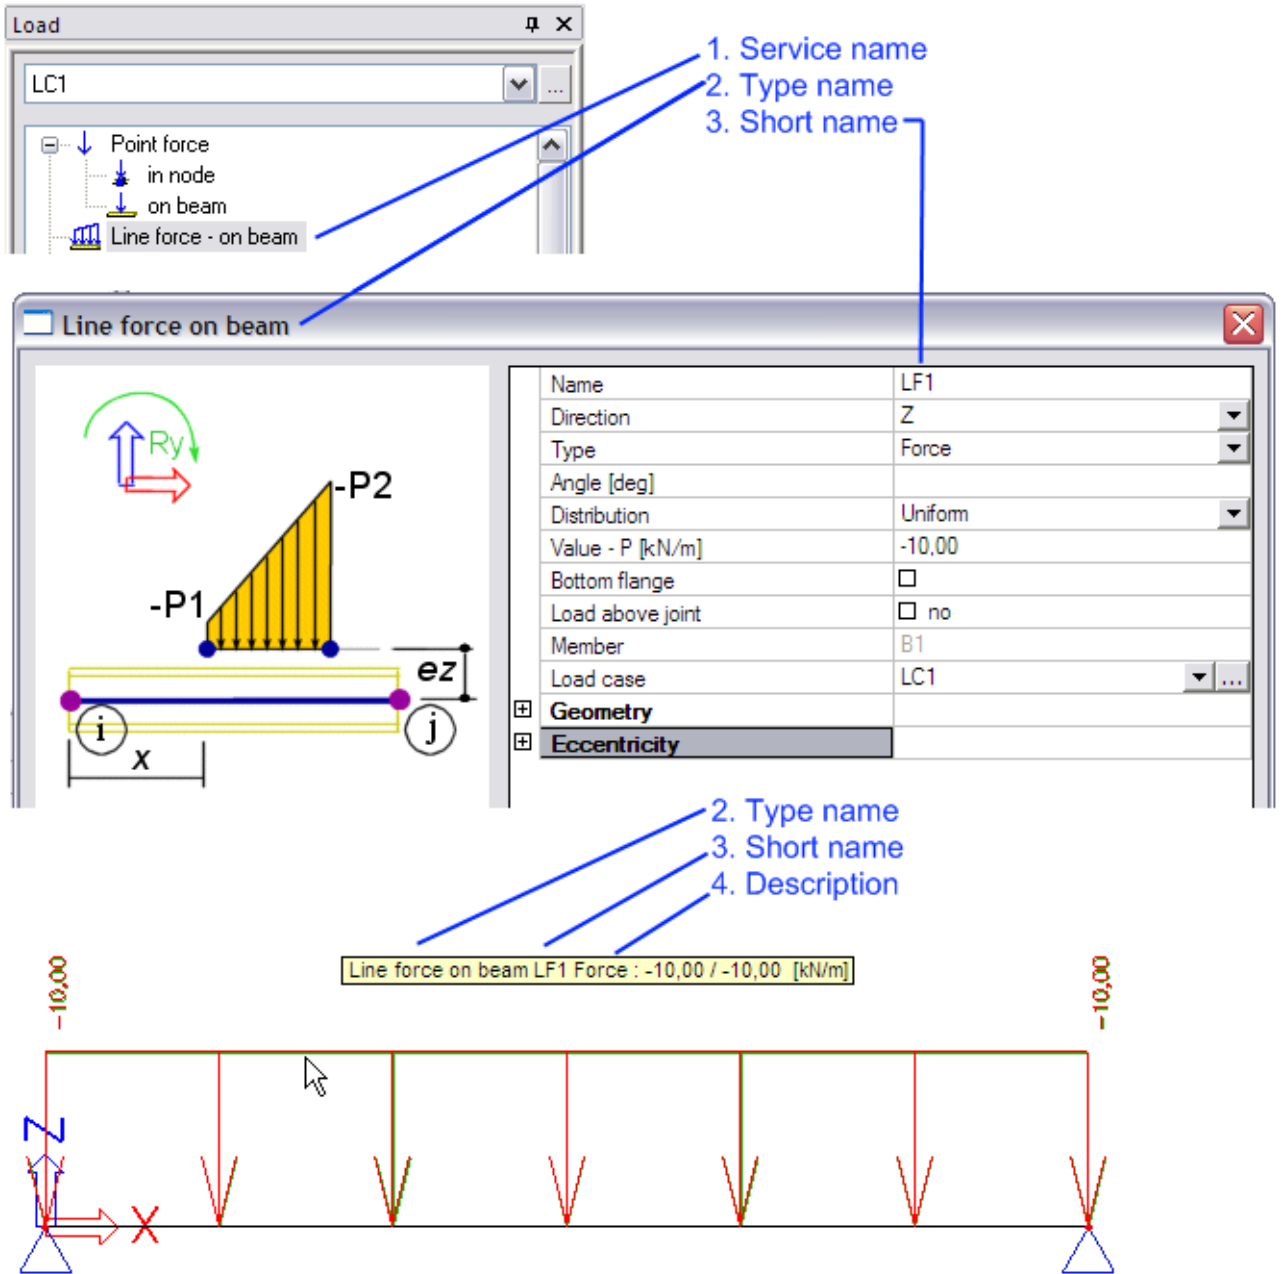 Load
1. Service name
LC1
...
2. Type name
3. Short name
Point force
in node
on beam
Line force - on beam
Line force on beam
Ry
-P2
-P1
ez
i
j
x
Name LF1
Direction Z
Type Force
Angle [deg]
Distribution Uniform
Value - P [kN/m] -10,00
Bottom flange
Load above joint no
Member B1
Load case LC1 ...
Geometry
Eccentricity
2. Type name
3. Short name
4. Description
Line force on beam LF1 Force : -10,00 / -10,00 [kN/m]
-10,00
-10,00
Z
X